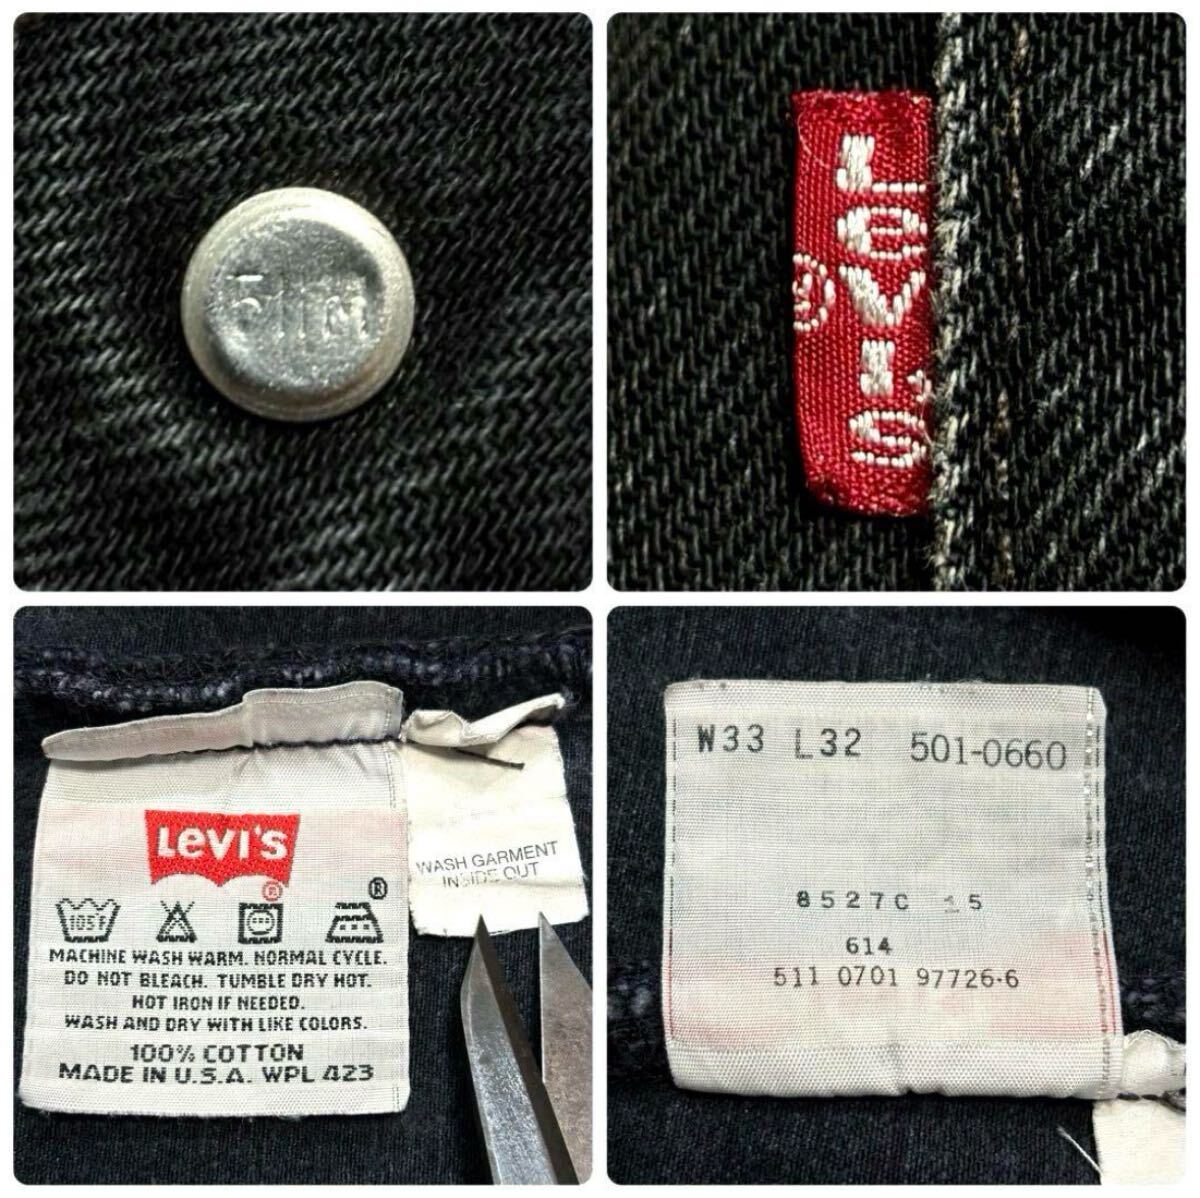 511
LEVI'S
®
LEVI'S
®
®
105F
MACHINE WASH WARM. NORMAL CYCLE.
DO NOT BLEACH. TUMBLE DRY HOT.
HOT IRON IF NEEDED.
WASH AND DRY WITH LIKE COLORS.
100% COTTON
MADE IN U.S.A. WPL 423
WASH GARMENT
INSIDE OUT
W33 L32 501-0660
8527C 15
614
511 0701 97726-6